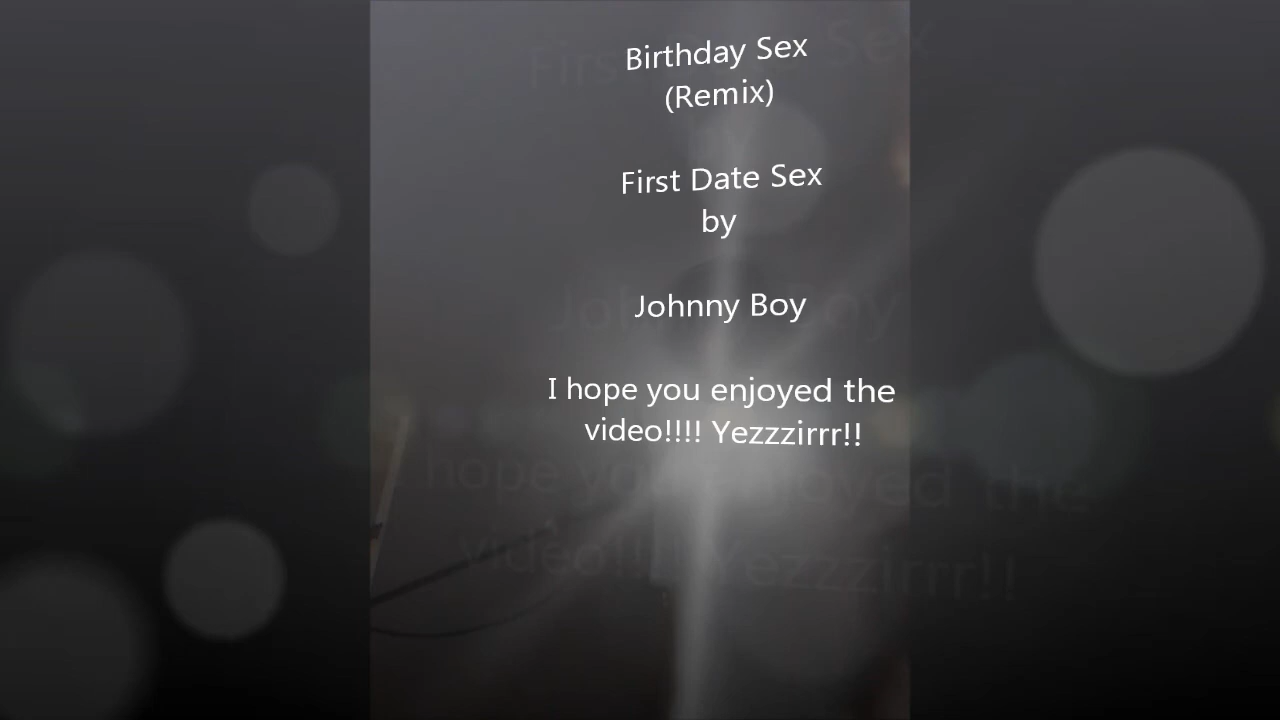 Birthday Sex
(Remix)
First Date Sex
by
Johnny Boy
I hope you enjoyed the
video!!!! Yezzzirrr!!